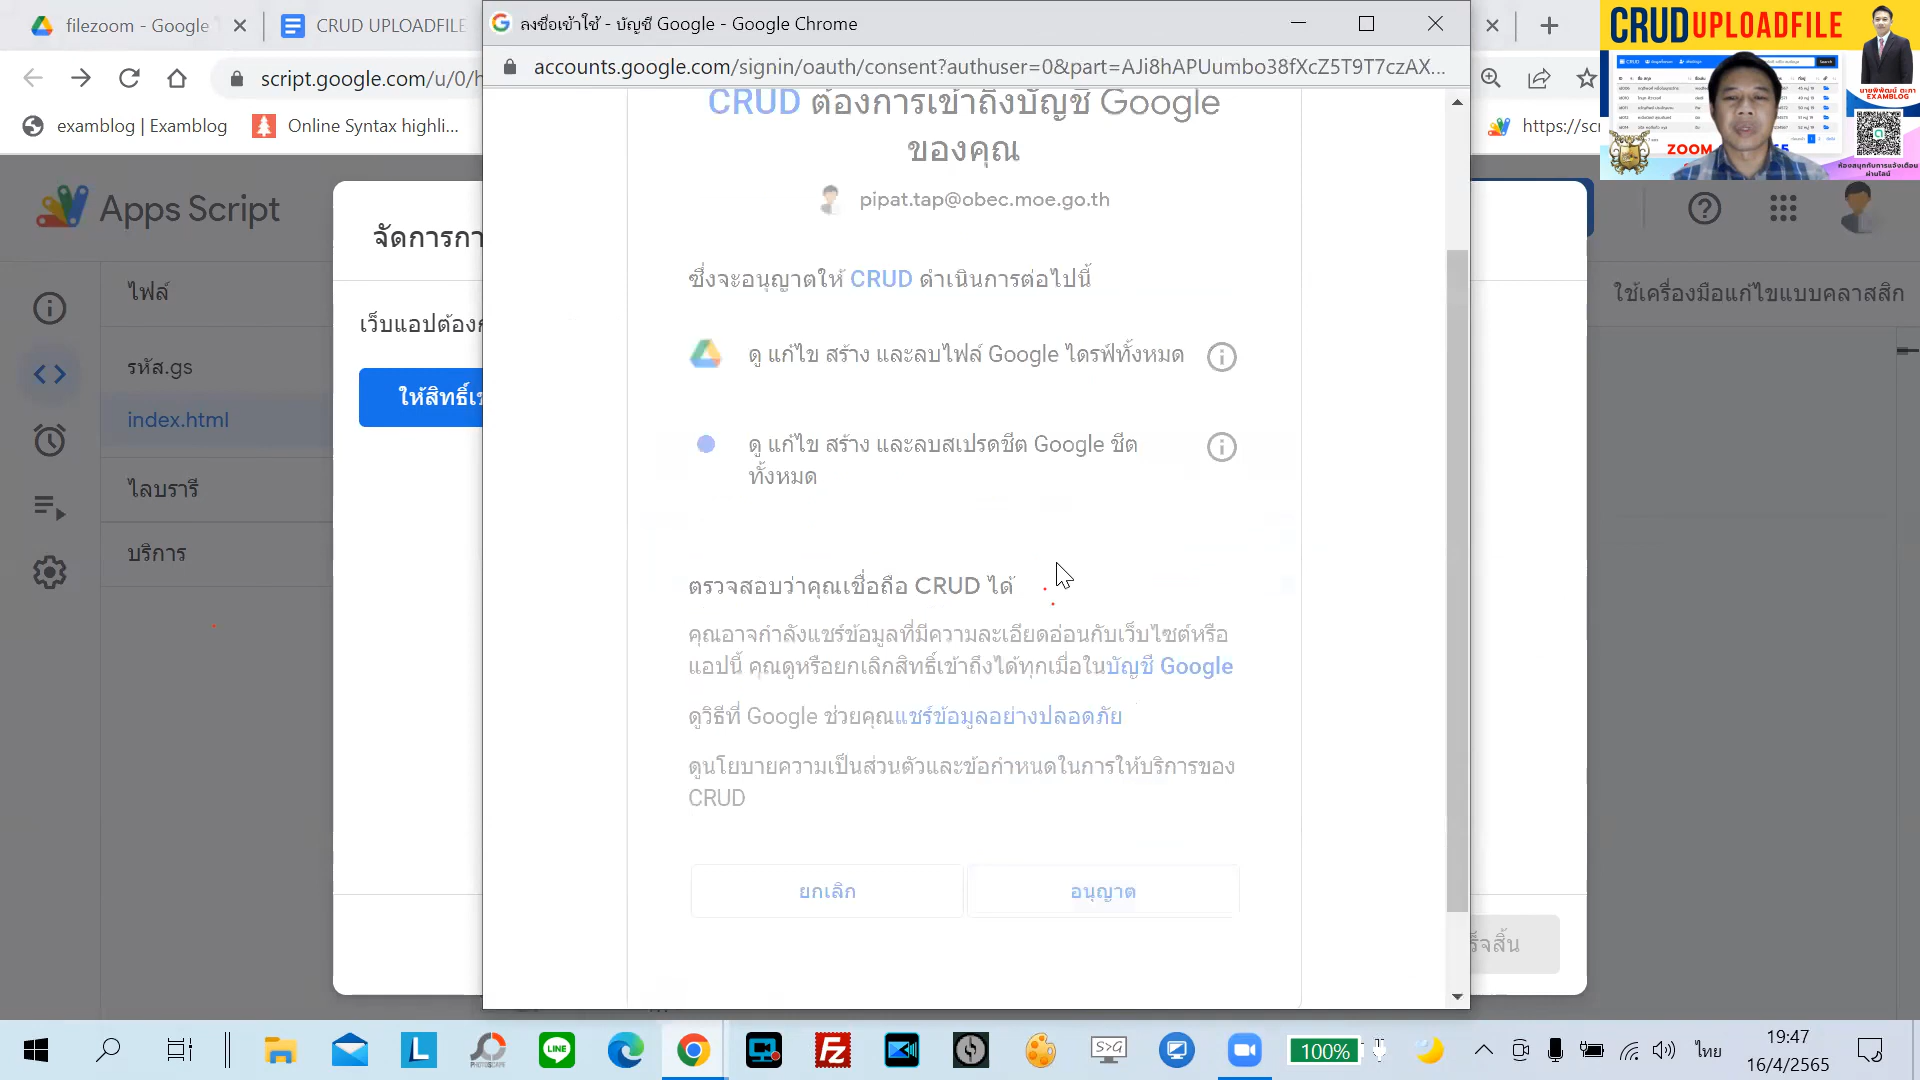 filezoom - Google
CRUD UPLOADFILE
ลงชื่อเข้าใช้ - บัญชี Google - Google Chrome
script.google.com/u/0/h
accounts.google.com/signin/oauth/consent?authuser=0&part=AJi8hAPUumbo38fXcZ5T9T7czAX...
examblog | Examblog
Online Syntax highli...
https://scr
CRUD UPLOADFILE
นายพิพัฒน์ ตะภา
EXAMBLOG
ZOOM
Apps Script
ไฟล์
รหัส.gs
index.html
ไลบรารี
บริการ
ใช้เครื่องมือแก้ไขแบบคลาสสิก
จัดการกา
เว็บแอปต้องก
ให้สิทธิ์เข
ร็จสิ้น
CRUD ต้องการเข้าถึงบัญชี Google
ของคุณ
pipat.tap@obec.moe.go.th
ซึ่งจะอนุญาตให้ CRUD ดำเนินการต่อไปนี้
ดู แก้ไข สร้าง และลบไฟล์ Google ไดรฟ์ทั้งหมด
ดู แก้ไข สร้าง และลบสเปรดชีต Google ชีต
ทั้งหมด
ตรวจสอบว่าคุณเชื่อถือ CRUD ได้
คุณอาจกำลังแชร์ข้อมูลที่มีความละเอียดอ่อนกับเว็บไซต์หรือ
แอปนี้ คุณดูหรือยกเลิกสิทธิ์เข้าถึงได้ทุกเมื่อในบัญชี Google
ดูวิธีที่ Google ช่วยคุณแชร์ข้อมูลอย่างปลอดภัย
ดูนโยบายความเป็นส่วนตัวและข้อกำหนดในการให้บริการของ
CRUD
ยกเลิก
อนุญาต
100%
ไทย
19:47
16/4/2565